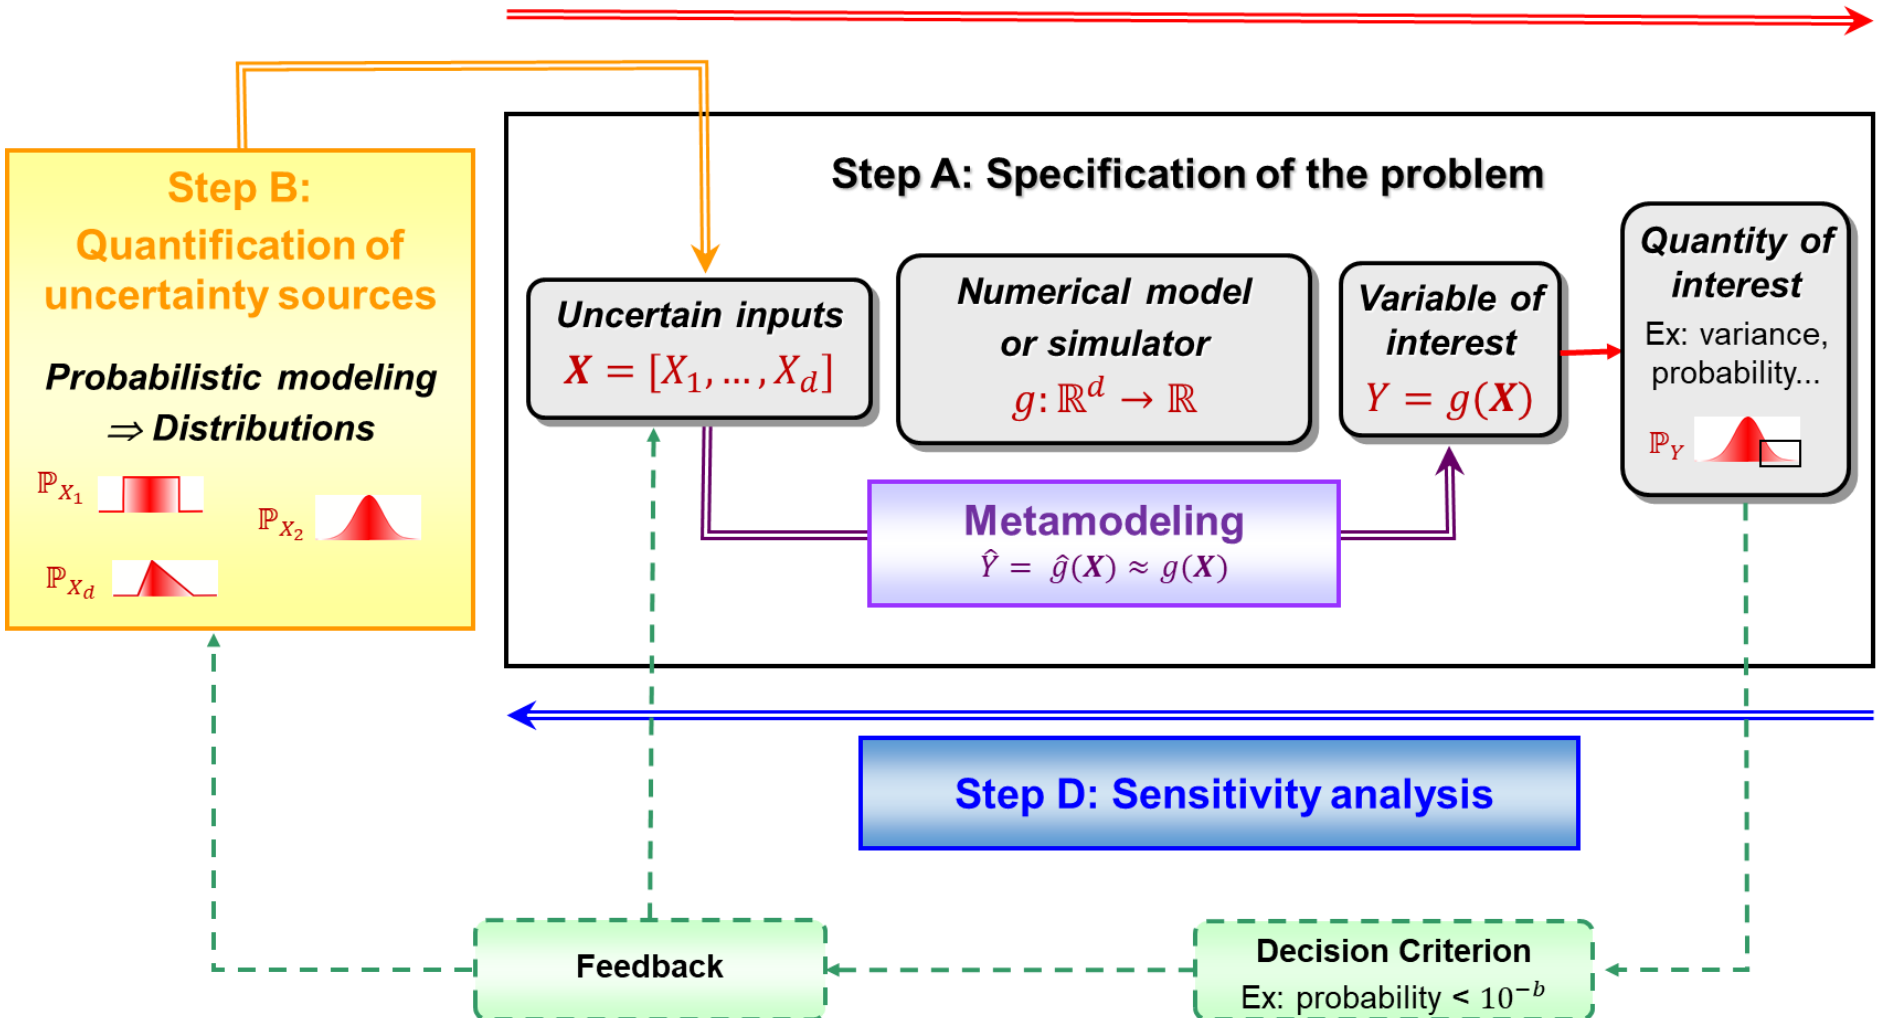 Step B:
Quantification of
uncertainty sources
Probabilistic modeling
⇒ Distributions
ℙ_{X_1}
ℙ_{X_2}
ℙ_{X_d}
Step A: Specification of the problem
Uncertain inputs
X = [X_1, …, X_d]
Numerical model
or simulator
g: ℝ^d → ℝ
Variable of
interest
Y = g(X)
Quantity of
interest
Ex: variance,
probability...
ℙ_Y
Metamodeling
Ŷ = ĝ(X) ≈ g(X)
Step D: Sensitivity analysis
Feedback
Decision Criterion
Ex: probability < 10^{-b}